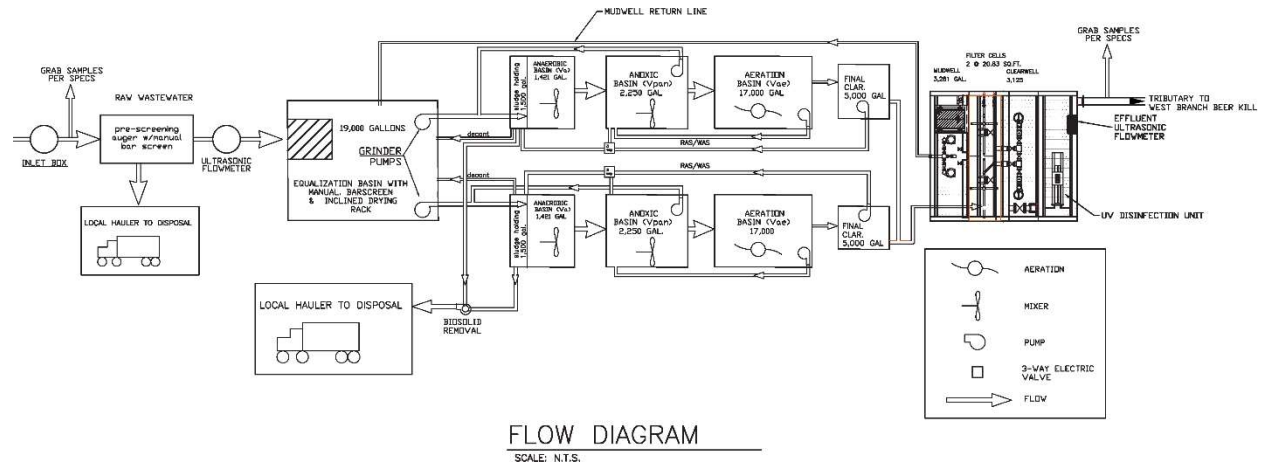 MUDWELL RETURN LINE
GRAB SAMPLES
PER SPECS
RAW WASTEWATER
INLET BOX
pre-screening
auger w/manual
bar screen
ULTRASONIC
FLOWMETER
LOCAL HAULER TO DISPOSAL
19,000 GALLONS
GRINDER
PUMPS
EQUALIZATION BASIN WITH
MANUAL BARSCREEN
& INCLINED DRYING
RACK
sludge holding
1,500 gal.
ANAEROBIC
BASIN (Va)
1,421 GAL
ANOXIC
BASIN (Vpan)
2,250 GAL
AERATION
BASIN (Vae)
17,000 GAL
FINAL
CLAR.
5,000 GAL
decant
RAS/WAS
RAS/WAS
decant
sludge holding
1,500 gal.
ANAEROBIC
BASIN (Va)
1,421 GAL
ANOXIC
BASIN (Vpan)
2,250 GAL.
AERATION
BASIN (Vae)
17,000
FINAL
CLAR.
5,000 GAL
LOCAL HAULER TO DISPOSAL
BIOSOLID
REMOVAL
GRAB SAMPLES
PER SPECS
FILTER CELLS
2 @ 20.83 SQ.FT.
MUDWELL
3,281 GAL.
CLEARWELL
3,125
TRIBUTARY TO
WEST BRANCH BEER KILL
EFFLUENT
ULTRASONIC
FLOWMETER
UV DISINFECTION UNIT
AERATION
MIXER
PUMP
3-WAY ELECTRIC
VALVE
FLOW
FLOW DIAGRAM
SCALE: N.T.S.